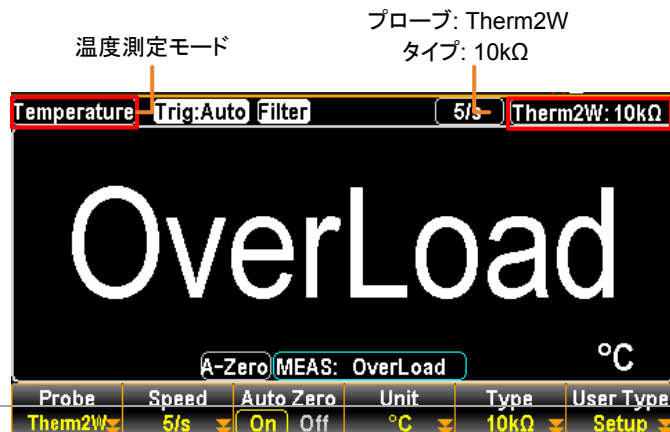 プローブ: Therm2W
温度測定モード
タイプ: 10kΩ
Temperature Trig:Auto Filter 5/s Therm2W:10kΩ
OverLoad
°C
A-Zero MEAS: OverLoad
Probe Speed Auto Zero Unit Type User Type
Therm2W 5/s On Off °C 10kΩ Setup